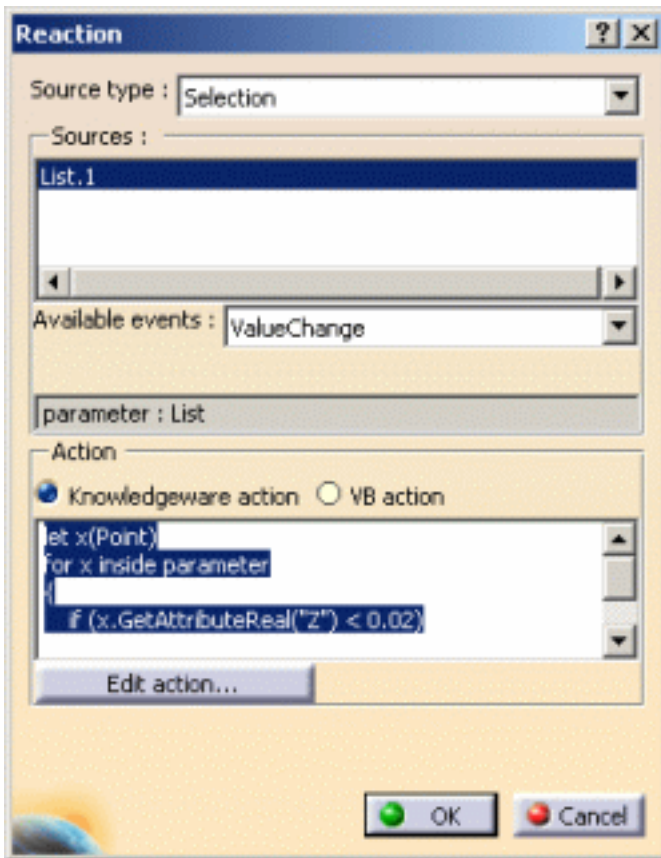 Reaction
Source type : Selection
Sources :
List.1
Available events : ValueChange
parameter : List
Action
Knowledgeware action VB action
let x(Point)
for x inside parameter
{
if (x.GetAttributeReal("Z") < 0.02)
Edit action...
OK Cancel